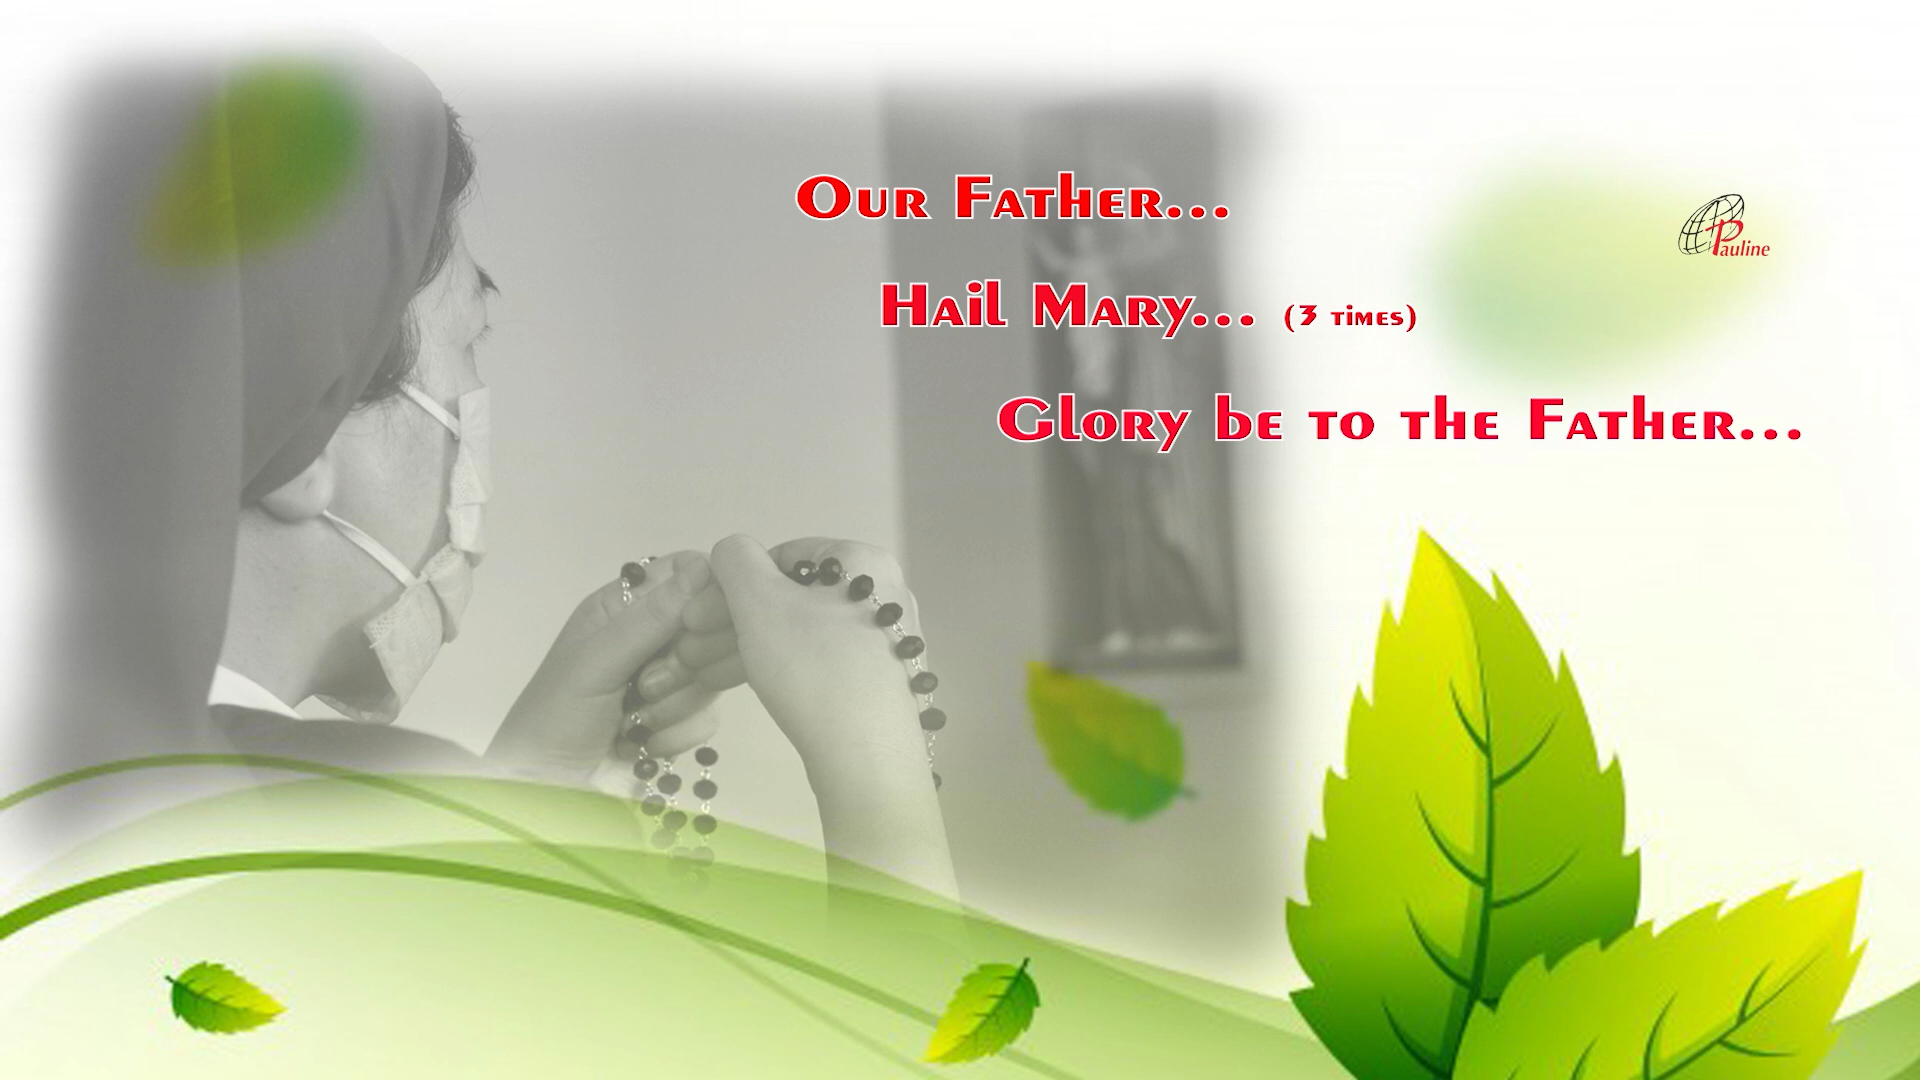 Our Father...
Hail Mary... (3 times)
Glory be to the Father...
Pauline